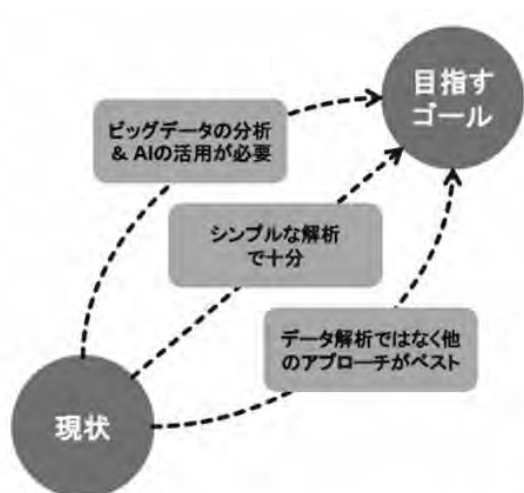 目指す
ゴール
ビッグデータの分析
& AIの活用が必要
シンプルな解析
で十分
データ解析ではなく他
のアプローチがベスト
現状